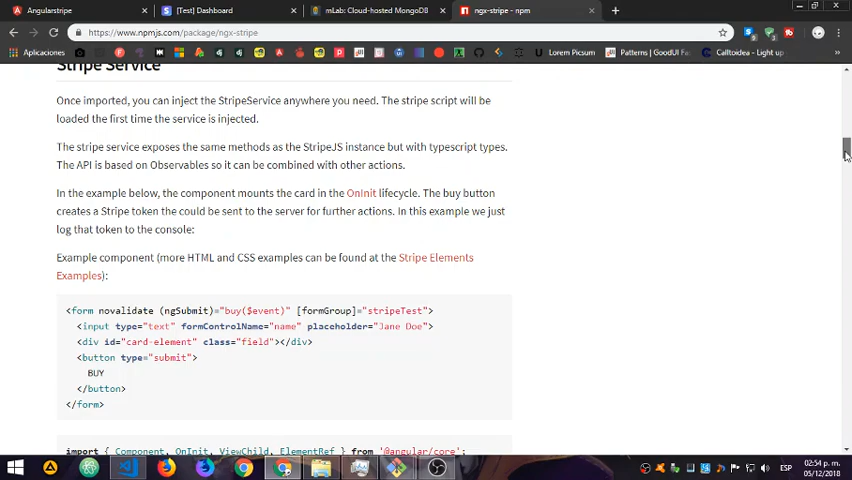 Angularstripe
[Test] Dashboard
mLab: Cloud-hosted MongoDB
ngx-stripe - npm
https://www.npmjs.com/package/ngx-stripe
Aplicaciones
Lorem Picsum
Patterns | GoodUI Fa
Calltoidea - Light up
Stripe Service
Once imported, you can inject the StripeService anywhere you need. The stripe script will be
loaded the first time the service is injected.
The stripe service exposes the same methods as the StripeJS instance but with typescript types.
The API is based on Observables so it can be combined with other actions.
In the example below, the component mounts the card in the OnInit lifecycle. The buy button
creates a Stripe token the could be sent to the server for further actions. In this example we just
log that token to the console:
Example component (more HTML and CSS examples can be found at the Stripe Elements
Examples):
<form novalidate (ngSubmit)="buy($event)" [formGroup]="stripeTest">
<input type="text" formControlName="name" placeholder="Jane Doe">
<div id="card-element" class="field"></div>
<button type="submit">
BUY
</button>
</form>
import { Component, OnInit, ViewChild, ElementRef } from '@angular/core';
ESP
02:54 p. m.
05/12/2018